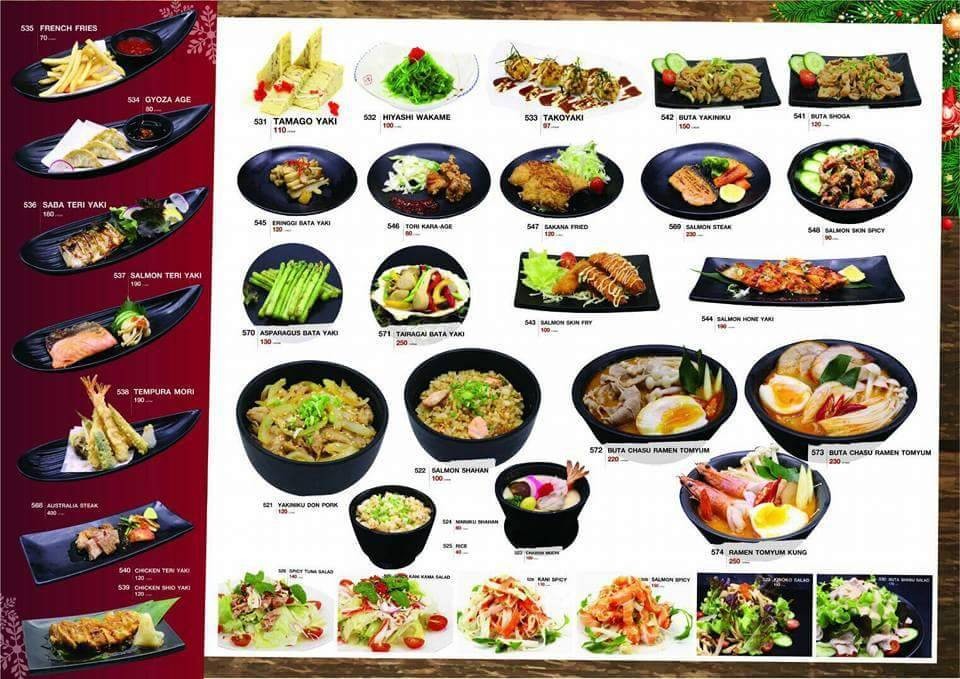 535 FRENCH FRIES
70
534 GYOZA AGE
80
536 SABA TERI YAKI
160
537 SALMON TERI YAKI
190
538 TEMPURA MORI
190
568 AUSTRALIA STEAK
400
540 CHICKEN TERI YAKI
120
539 CHICKEN SHIO YAKI
120
531 TAMAGO YAKI
110
532 HIYASHI WAKAME
100
533 TAKOYAKI
97
542 BUTA YAKINIKU
150
541 BUTA SHOGA
120
545 ERINGGI BATA YAKI
120
546 TORI KARA-AGE
80
547 SAKANA FRIED
120
569 SALMON STEAK
230
548 SALMON SKIN SPICY
90
570 ASPARAGUS BATA YAKI
130
571 TAIRAGAI BATA YAKI
250
543 SALMON SKIN FRY
100
544 SALMON HONE YAKI
190
521 YAKINIKU DON PORK
120
522 SALMON SHAHAN
100
572 BUTA CHASU RAMEN TOMYUM
220
573 BUTA CHASU RAMEN TOMYUM
230
524 SHAHAN
525 RICE
40
523
574 RAMEN TOMYUM KUNG
250
SPICY TUNA SALAD
140
KANI KAMA SALAD
KANI SPICY
SALMON SPICY
SALAD
SALAD